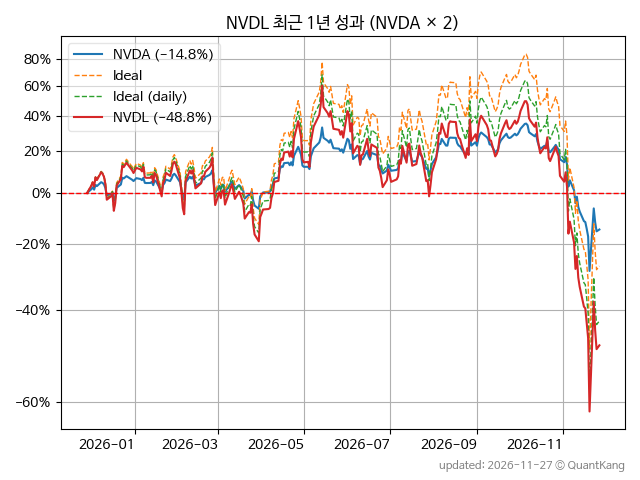 NVDL 최근 1년 성과 (NVDA × 2)
NVDA (−14.8%)
Ideal
Ideal (daily)
NVDL (−48.8%)
80%
60%
40%
20%
0%
−20%
−40%
−60%
2026-01 2026-03 2026-05 2026-07 2026-09 2026-11
updated: 2026-11-27 © QuantKang